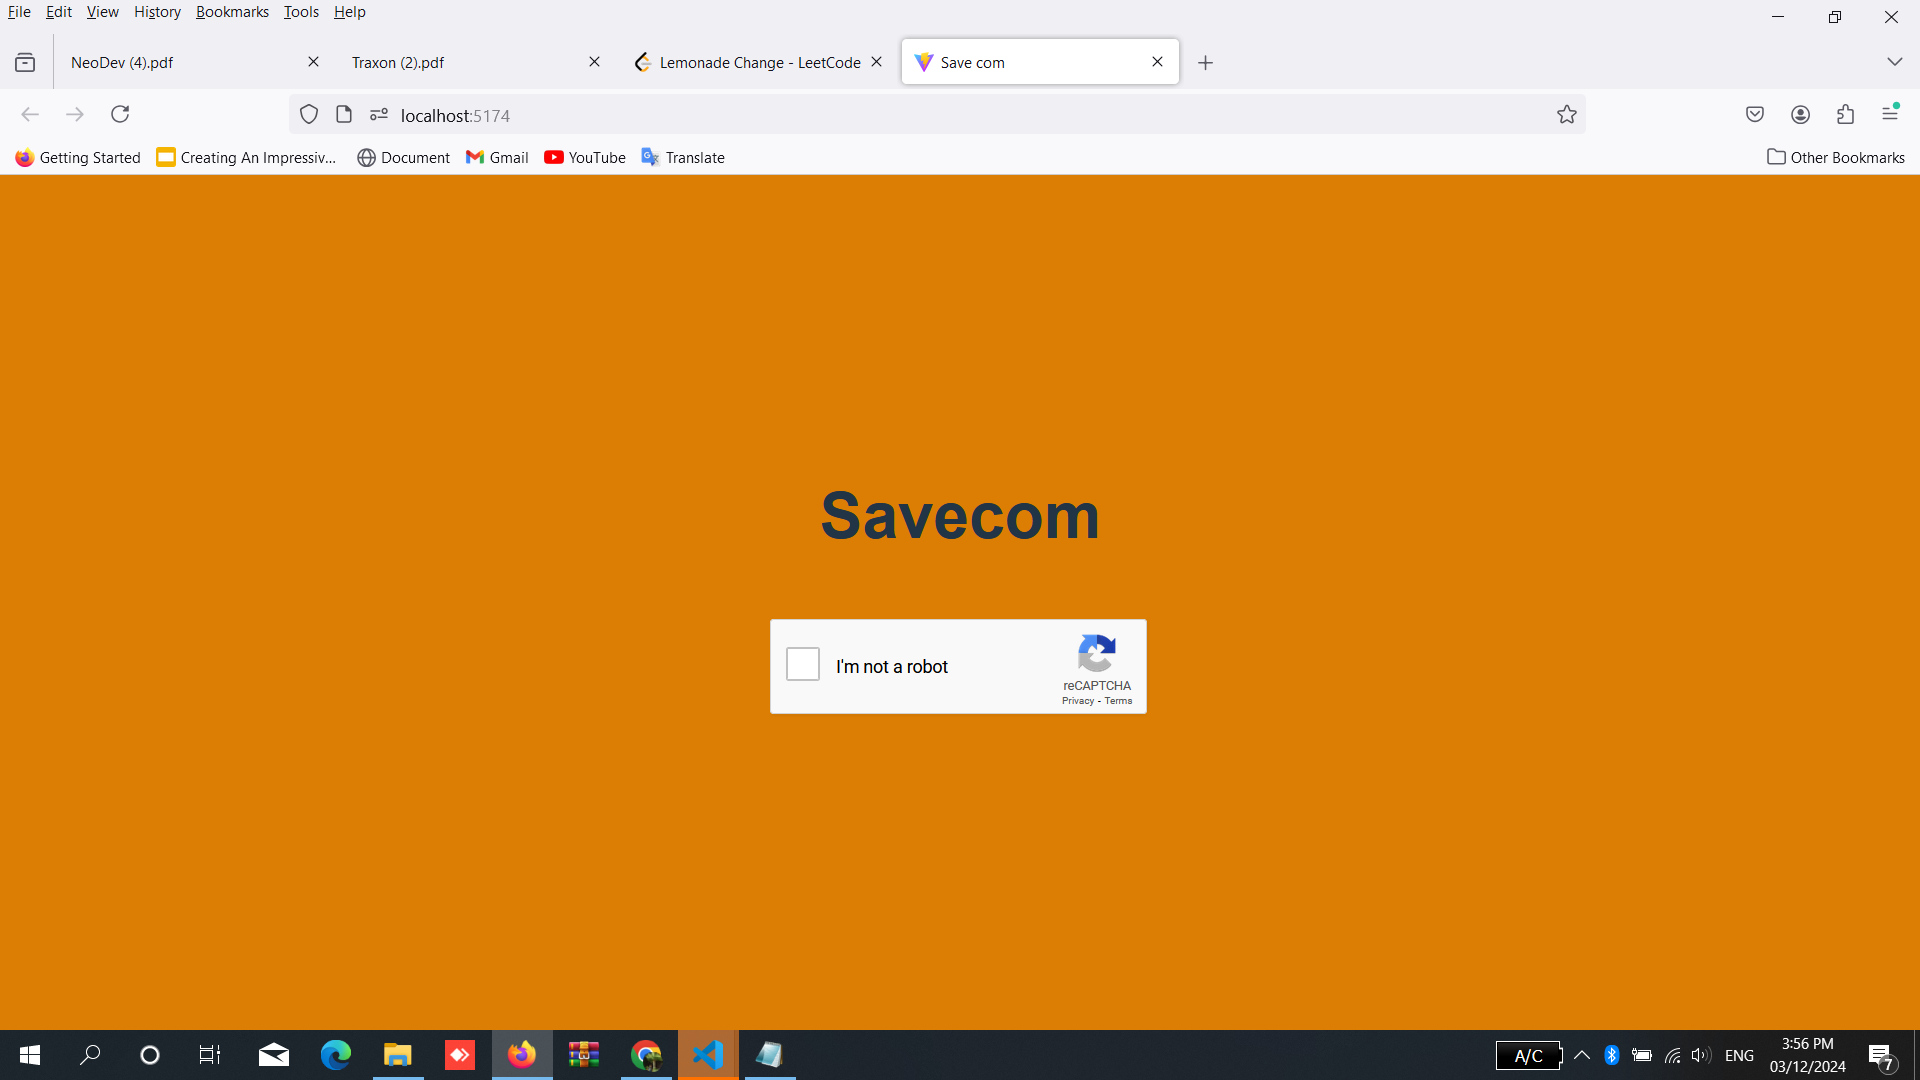 File Edit View History Bookmarks Tools Help
NeoDev (4).pdf Traxon (2).pdf Lemonade Change - LeetCode Save com
localhost:5174
Getting Started Creating An Impressiv... Document Gmail YouTube Translate Other Bookmarks
Savecom
I'm not a robot
reCAPTCHA
Privacy - Terms
A/C ENG 3:56 PM
03/12/2024
7